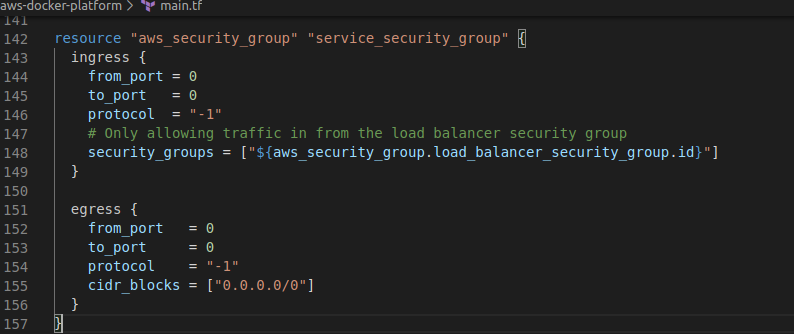 aws-docker-platform > main.tf
141
142 resource "aws_security_group" "service_security_group" {
143   ingress {
144     from_port = 0
145     to_port   = 0
146     protocol  = "-1"
147     # Only allowing traffic in from the load balancer security group
148     security_groups = ["${aws_security_group.load_balancer_security_group.id}"]
149   }
150
151   egress {
152     from_port   = 0
153     to_port     = 0
154     protocol    = "-1"
155     cidr_blocks = ["0.0.0.0/0"]
156   }
157 }